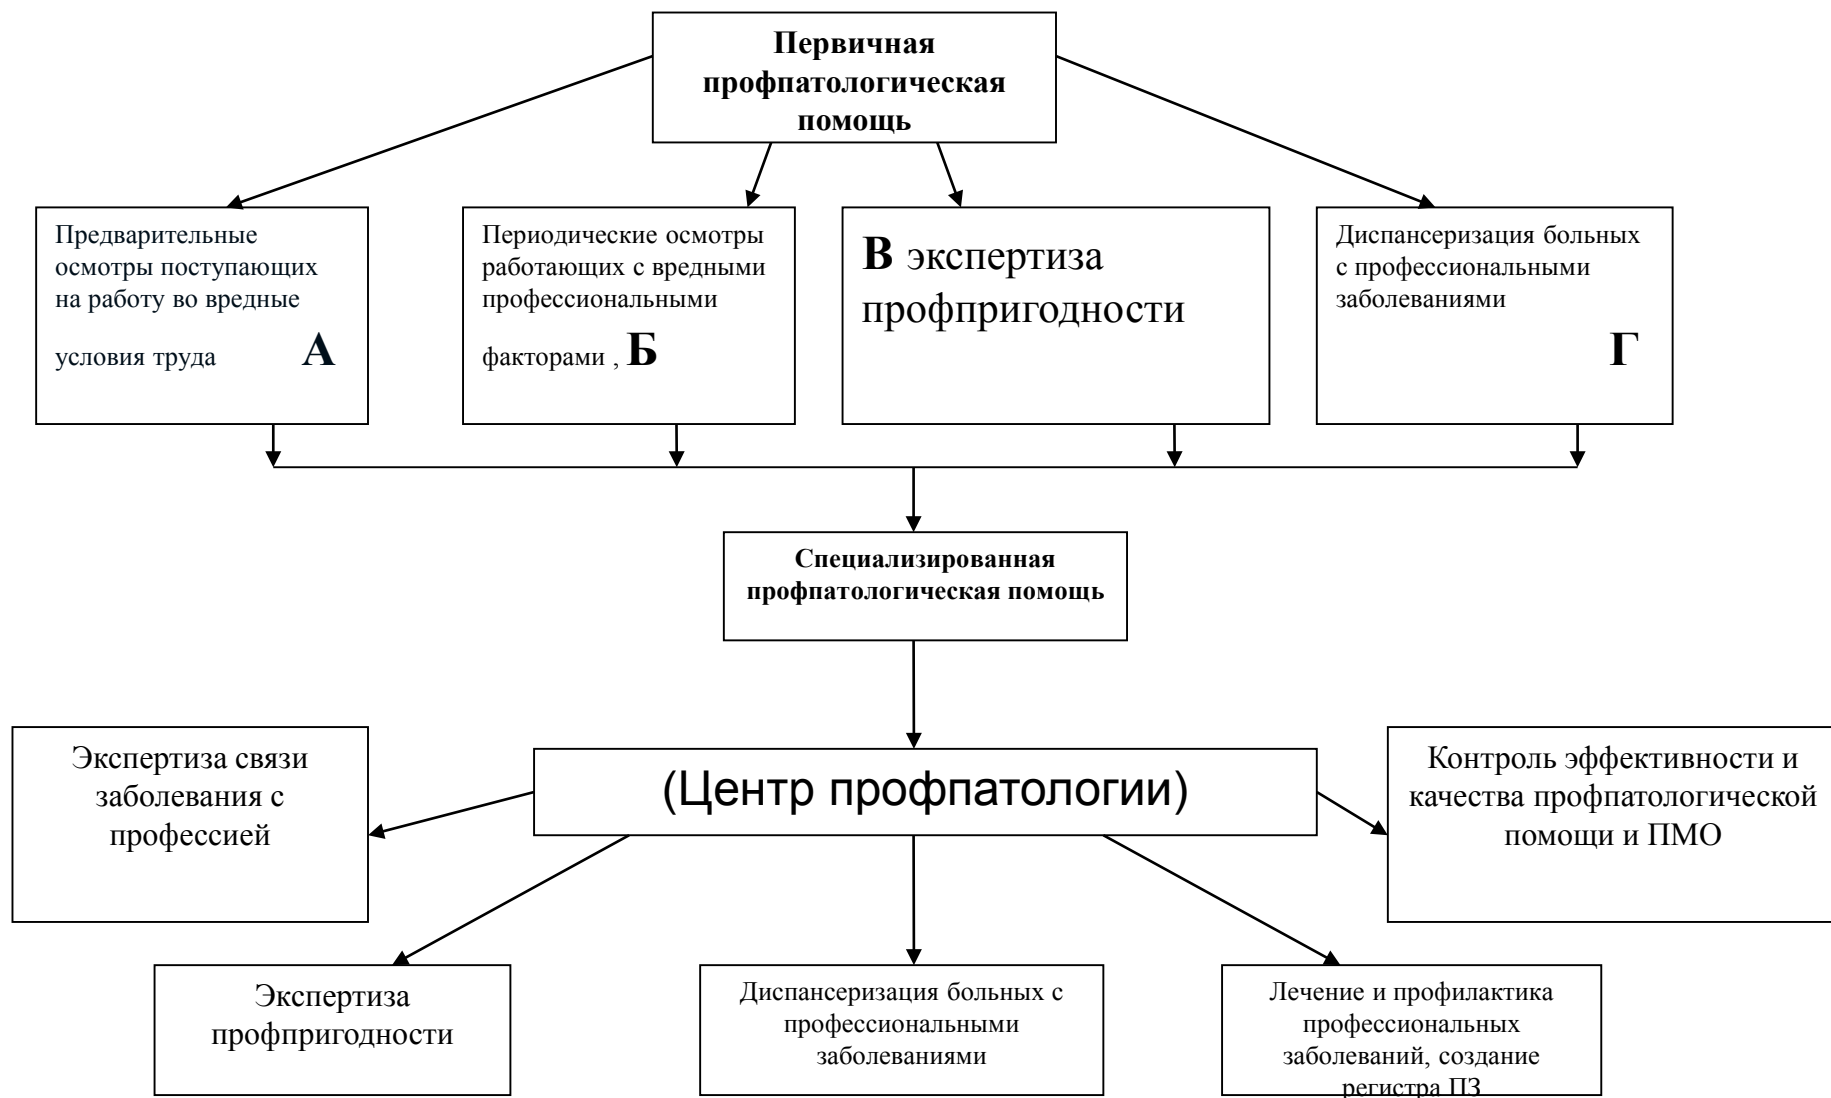 Первичная
профпатологическая
помощь
Предварительные
осмотры поступающих
на работу во вредные
условия труда А
Периодические осмотры
работающих с вредными
профессиональными
факторами , Б
В экспертиза
профпригодности
Диспансеризация больных
с профессиональными
заболеваниями
Г
Специализированная
профпатологическая помощь
Экспертиза связи
заболевания с
профессией
(Центр профпатологии)
Контроль эффективности и
качества профпатологической
помощи и ПМО
Экспертиза
профпригодности
Диспансеризация больных с
профессиональными
заболеваниями
Лечение и профилактика
профессиональных
заболеваний, создание
регистра ПЗ